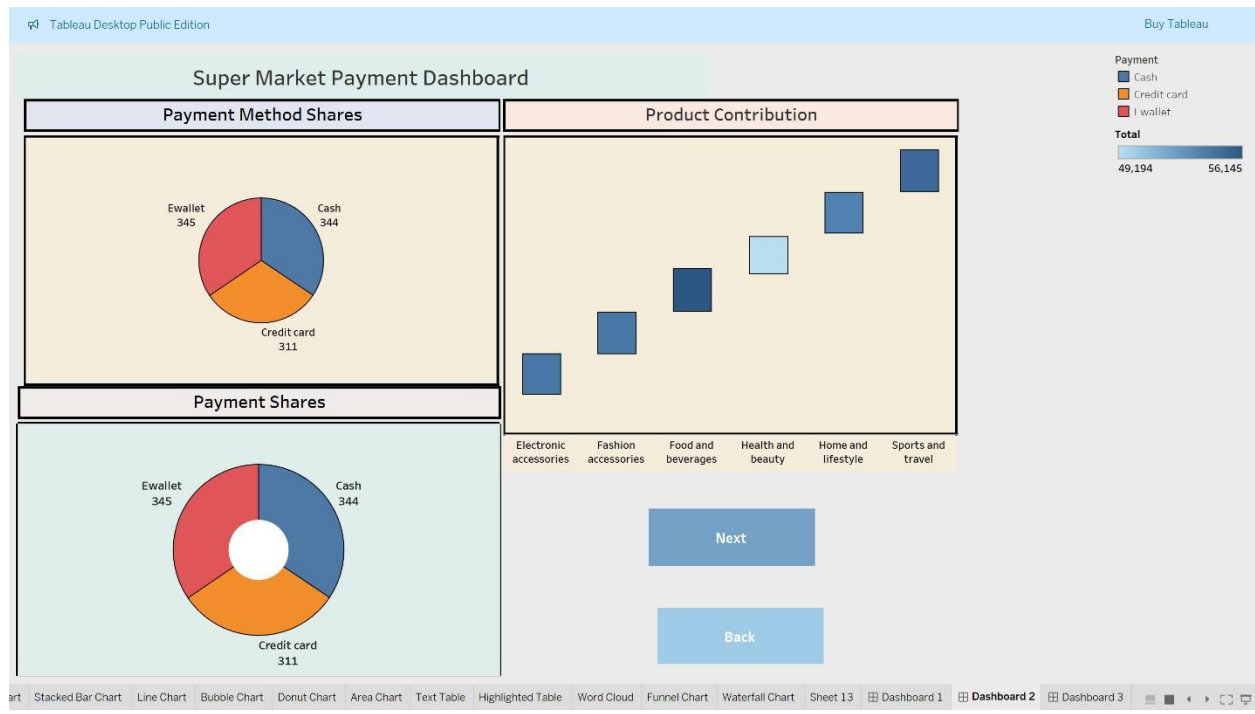 Tableau Desktop Public Edition
Buy Tableau
Super Market Payment Dashboard
Payment Method Shares
Ewallet
345
Cash
344
Credit card
311
Payment Shares
Ewallet
345
Cash
344
Credit card
311
Product Contribution
Electronic
accessories
Fashion
accessories
Food and
beverages
Health and
beauty
Home and
lifestyle
Sports and
travel
Next
Back
Payment
Cash
Credit card
wallet
Total
49,194 56,145
art Stacked Bar Chart Line Chart Bubble Chart Donut Chart Area Chart Text Table Highlighted Table Word Cloud Funnel Chart Waterfall Chart Sheet 13 Dashboard 1 Dashboard 2 Dashboard 3